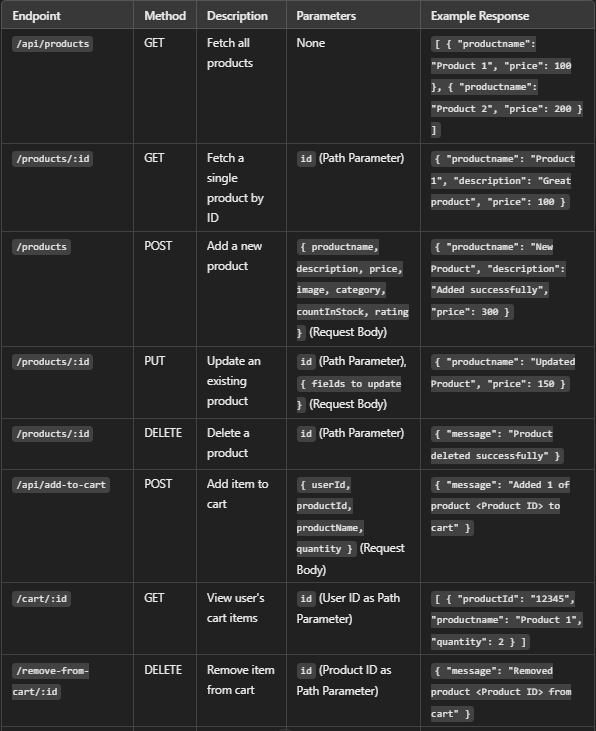 Endpoint Method Description Parameters Example Response
/api/products GET Fetch all products None [ { "productname": "Product 1", "price": 100 }, { "productname": "Product 2", "price": 200 } ]
/products/:id GET Fetch a single product by ID id (Path Parameter) { "productname": "Product 1", "description": "Great product", "price": 100 }
/products POST Add a new product { productname, description, price, image, category, countInStock, rating } (Request Body) { "productname": "New Product", "description": "Added successfully", "price": 300 }
/products/:id PUT Update an existing product id (Path Parameter), { fields to update } (Request Body) { "productname": "Updated Product", "price": 150 }
/products/:id DELETE Delete a product id (Path Parameter) { "message": "Product deleted successfully" }
/api/add-to-cart POST Add item to cart { userId, productId, productName, quantity } (Request Body) { "message": "Added 1 of product <Product ID> to cart" }
/cart/:id GET View user's cart items id (User ID as Path Parameter) [ { "productId": "12345", "productname": "Product 1", "quantity": 2 } ]
/remove-from-cart/:id DELETE Remove item from cart id (Product ID as Path Parameter) { "message": "Removed product <Product ID> from cart" }